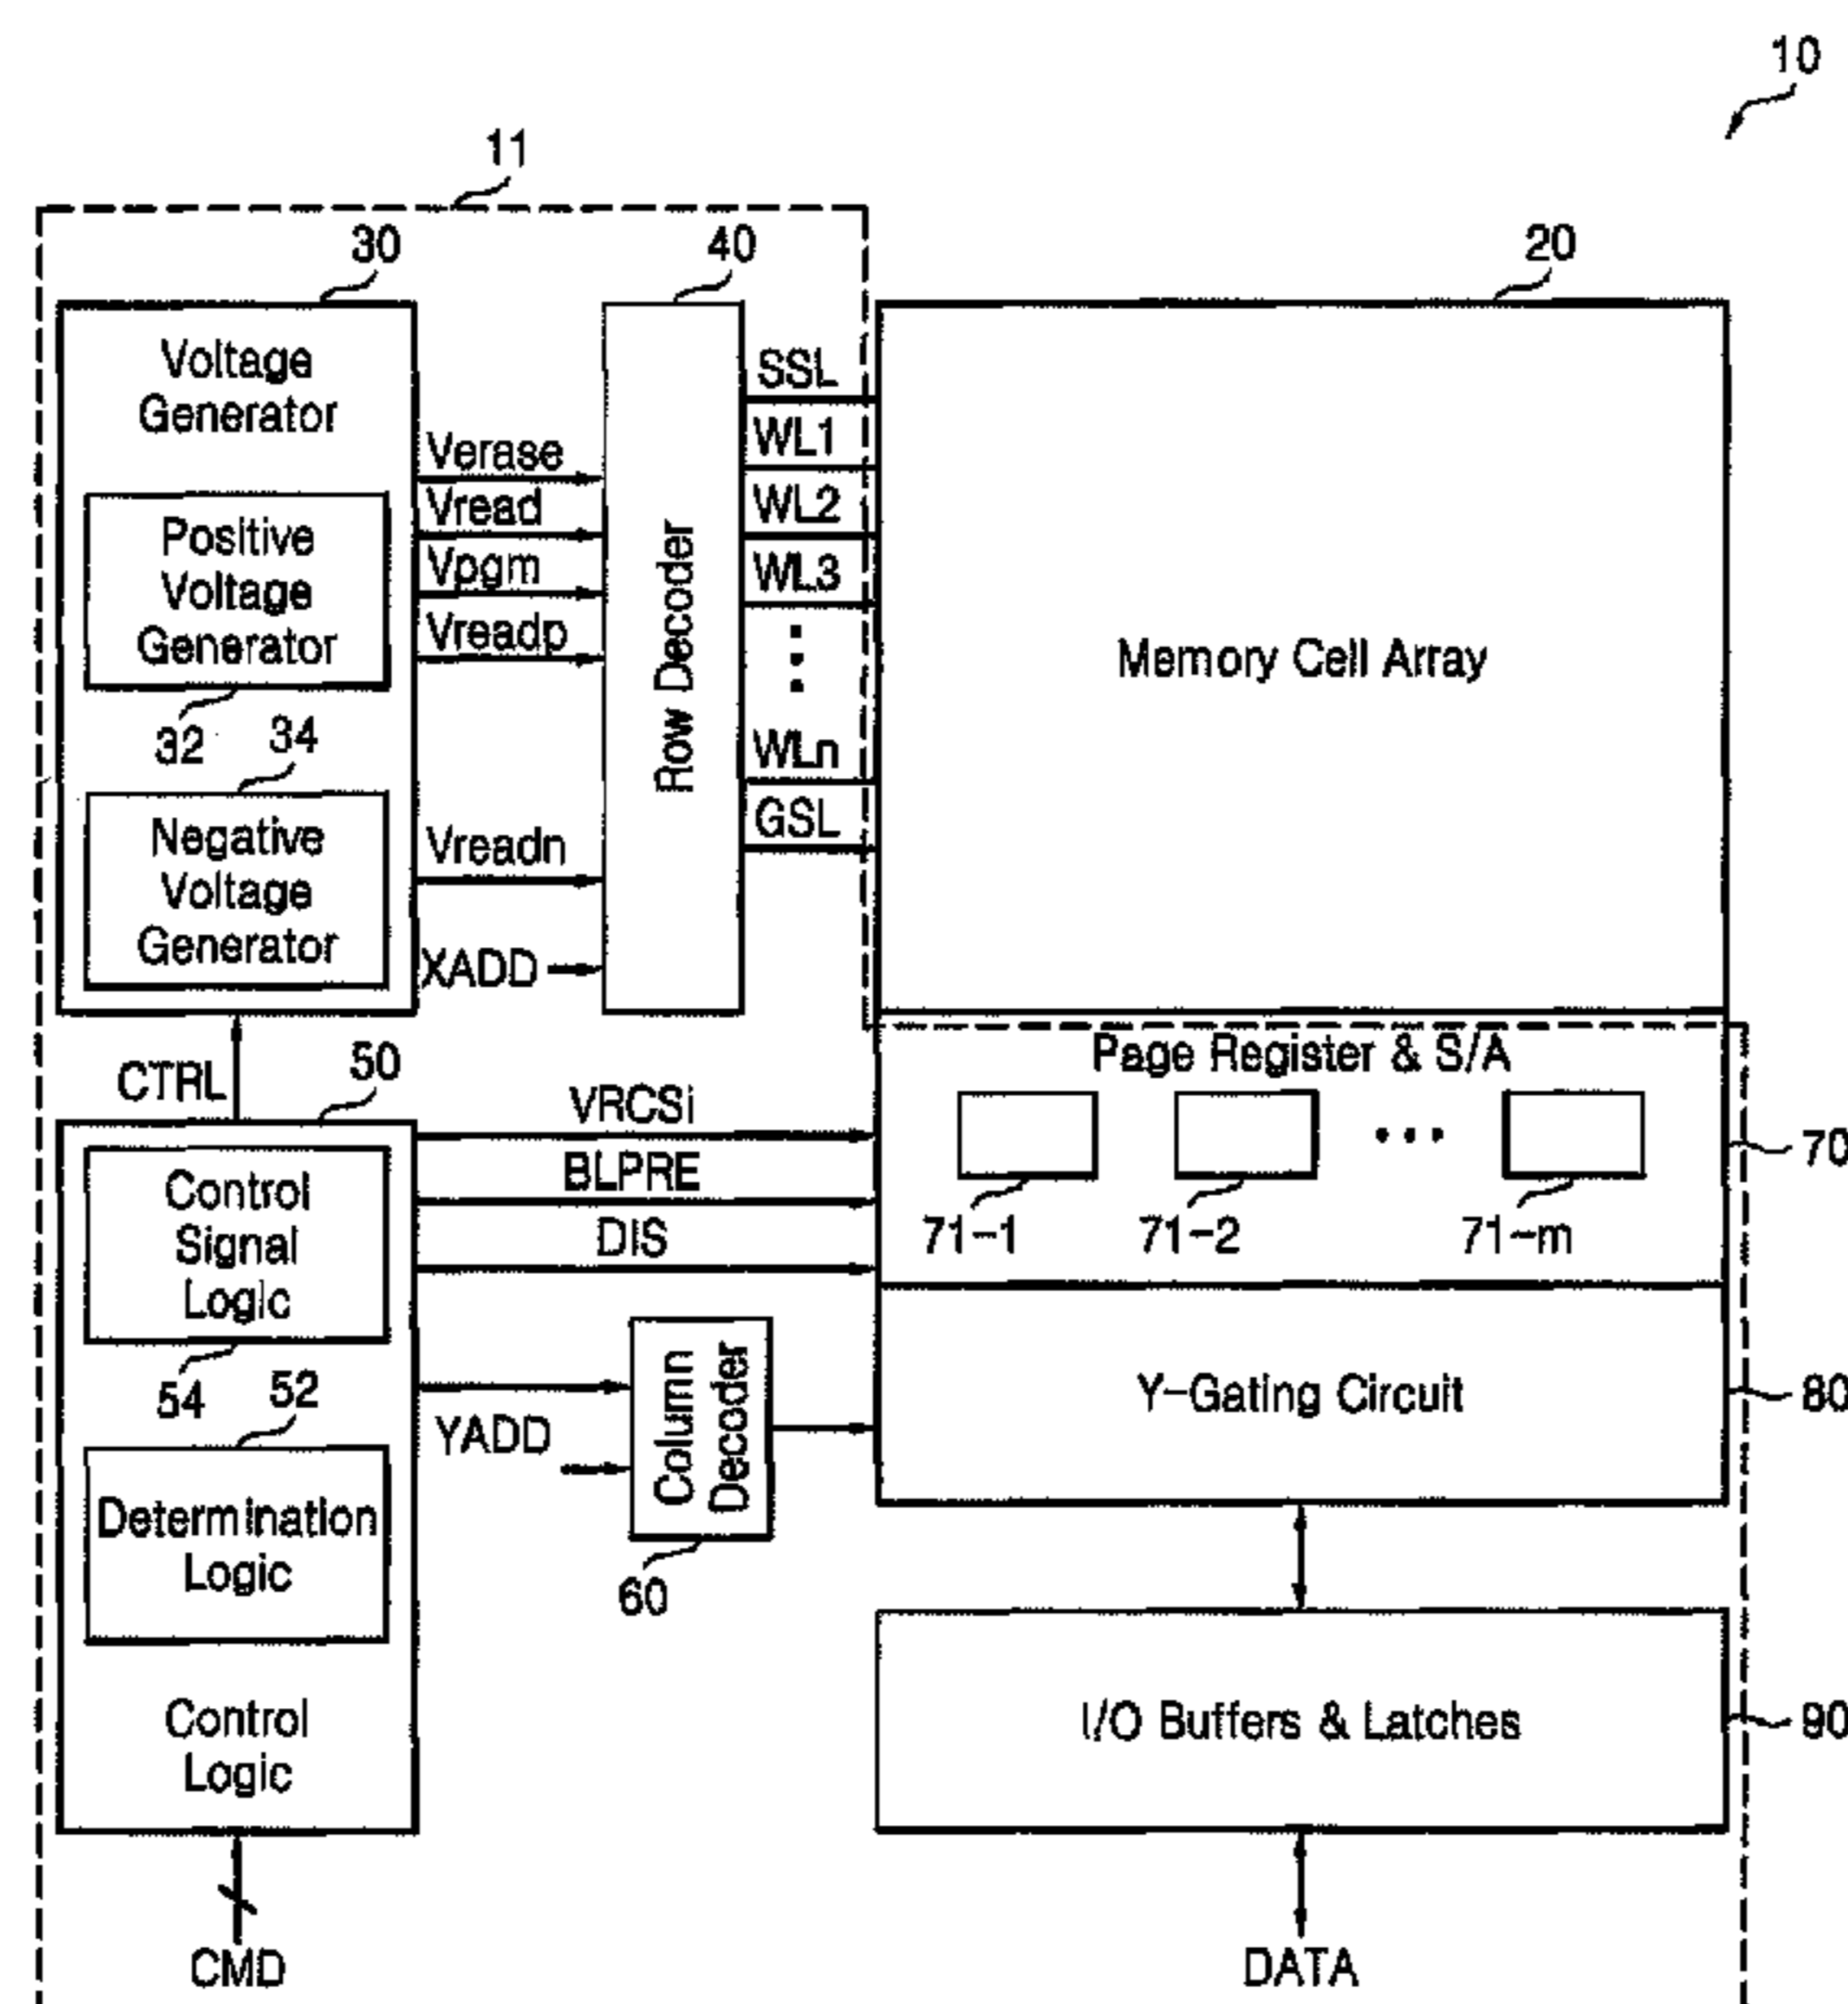 10
11
30
40
20
Voltage
Generator
Verase
Vread
Vpgm
Vreadp
Positive
Voltage
Generator
32
34
Negative
Voltage
Generator
Vreadn
XADD
Row Decoder
SSL
WL1
WL2
WL3
WLn
GSL
Memory Cell Array
CTRL
50
Control
Signal
Logic
54
52
Determination
Logic
Control
Logic
CMD
VRCSi
BLPRE
DIS
YADD
Column
Decoder
60
Page Register & S/A
71-1
71-2
71-m
70
Y-Gating Circuit
80
I/O Buffers & Latches
90
DATA